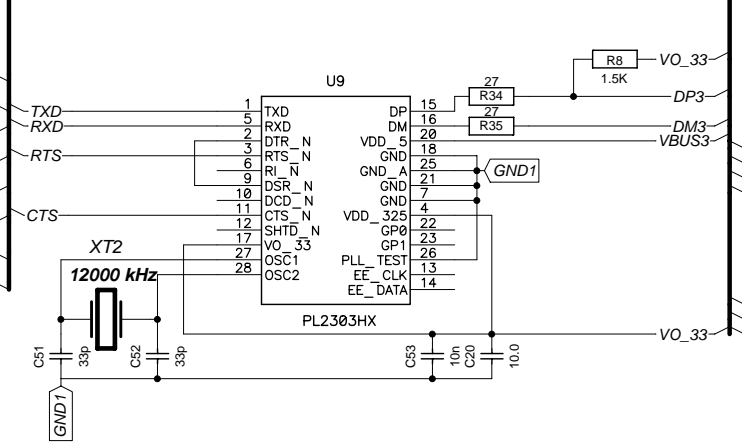 U9
R8
1.5K
VO_33
TXD
RXD
RTS
CTS
1
5
2
3
6
9
10
11
12
17
27
28
TXD
RXD
DTR_N
RTS_N
RI_N
DSR_N
DCD_N
CTS_N
SHTD_N
VO_33
OSC1
OSC2
DP
DM
VDD_5
GND
GND_A
GND
GND
VDD_325
GP0
GP1
PLL_TEST
EE_CLK
EE_DATA
15
16
20
18
25
21
7
4
22
23
26
13
14
27
R34
27
R35
DP3
DM3
VBUS3
GND1
XT2
12000 kHz
PL2303HX
VO_33
C51
33p
C52
33p
C53
10n
C20
10.0
GND1